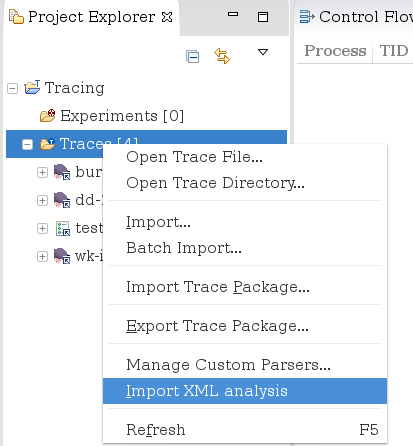 Project Explorer
Control Flow
Process TID
Tracing
Experiments [0]
Traces [4]
Open Trace File...
Open Trace Directory...
Import...
Batch Import...
Import Trace Package...
Export Trace Package...
Manage Custom Parsers...
Import XML analysis
Refresh F5
bur
dd-
test
wk-i